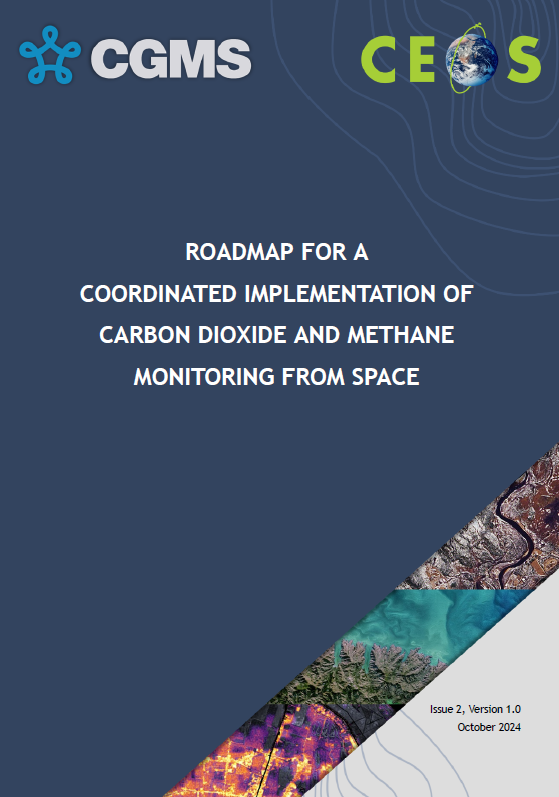 CGMS
CEOS
ROADMAP FOR A
COORDINATED IMPLEMENTATION OF
CARBON DIOXIDE AND METHANE
MONITORING FROM SPACE
Issue 2, Version 1.0
October 2024